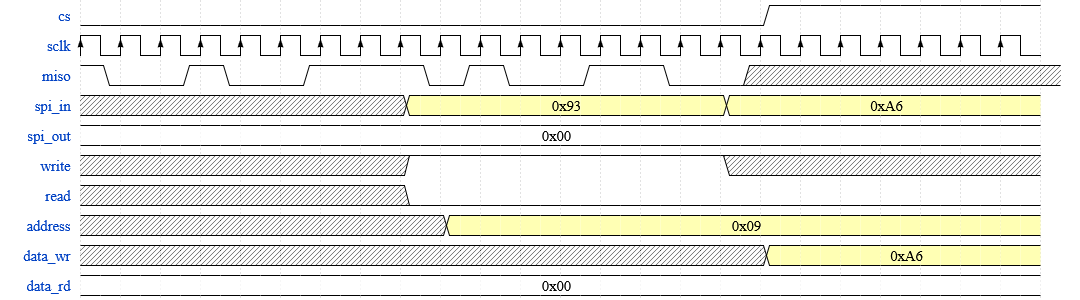 cs
sclk
miso
spi_in 0x93 0xA6
spi_out 0x00
write
read
address 0x09
data_wr 0xA6
data_rd 0x00